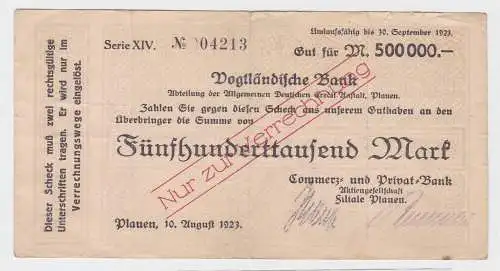 Dieser Scheck muß zwei rechtsgültige
Unterschriften tragen. Er wird nur im
Verrechnungswege eingelöst.
Umlaufsfähig bis 30. September 1923.
Serie XIV. № 004213
Gut für M. 500000.—
Vogtländische Bank
Abteilung der Allgemeinen Deutschen Credit Anstalt, Plauen.
Zahlen Sie gegen diesen Scheck aus unserem Guthaben an den
Überbringer die Summe von
Fünfhunderttausend Mark
Nur zur Verrechnung
Commerz- und Privat-Bank
Aktiengesellschaft
Filiale Plauen.
Plauen, 10. August 1923.